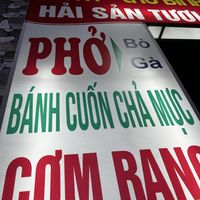 HẢI SẢN TƯƠI
PHỞ
Bò
Gà
BÁNH CUỐN CHẢ MỰC
CƠM RANG